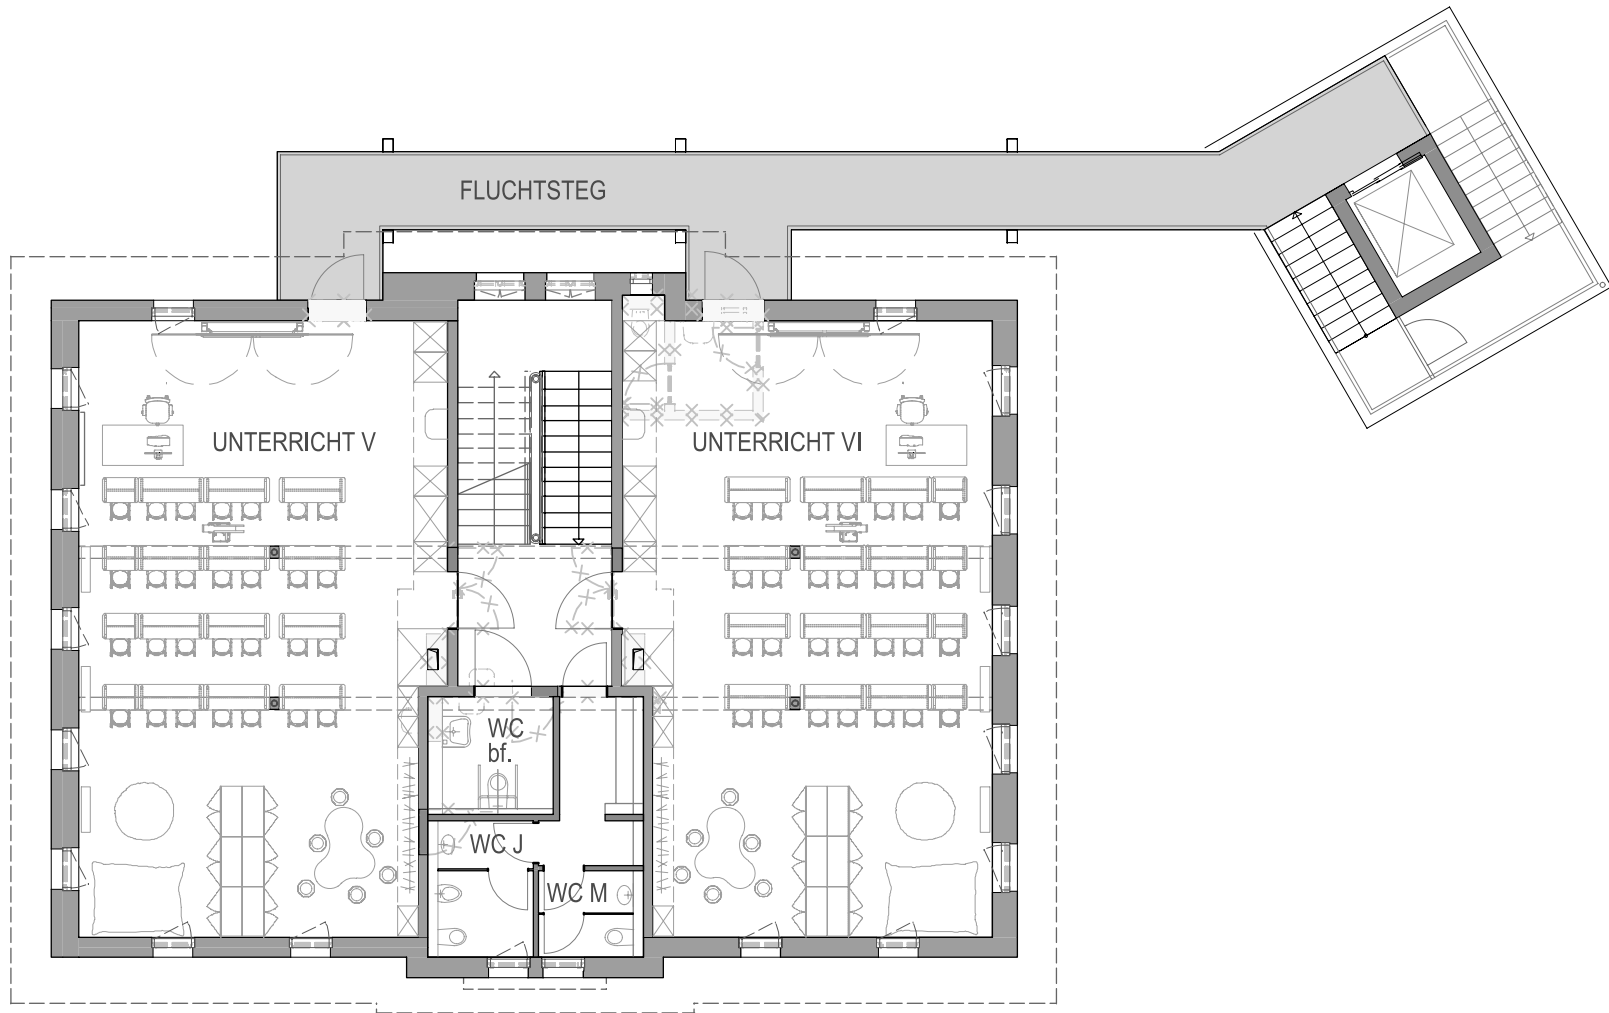 FLUCHTSTEG
UNTERRICHT V
UNTERRICHT VI
WC
bf.
WC J
WC M